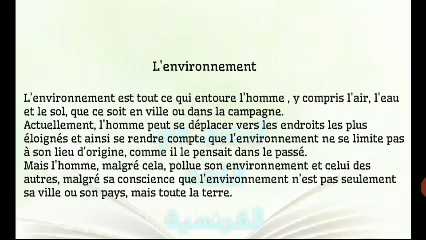 L'environnement
L'environnement est tout ce qui entoure l'homme , y compris l'air, l'eau
et le sol, que ce soit en ville ou dans la campagne.
Actuellement, l'homme peut se déplacer vers les endroits les plus
éloignés et ainsi se rendre compte que l'environnement ne se limite pas
à son lieu d'origine, comme il le pensait dans le passé.
Mais l'homme, malgré cela, pollue son environnement et celui des
autres, malgré sa conscience que l'environnement n'est pas seulement
sa ville ou son pays, mais toute la terre.
الفرنسية